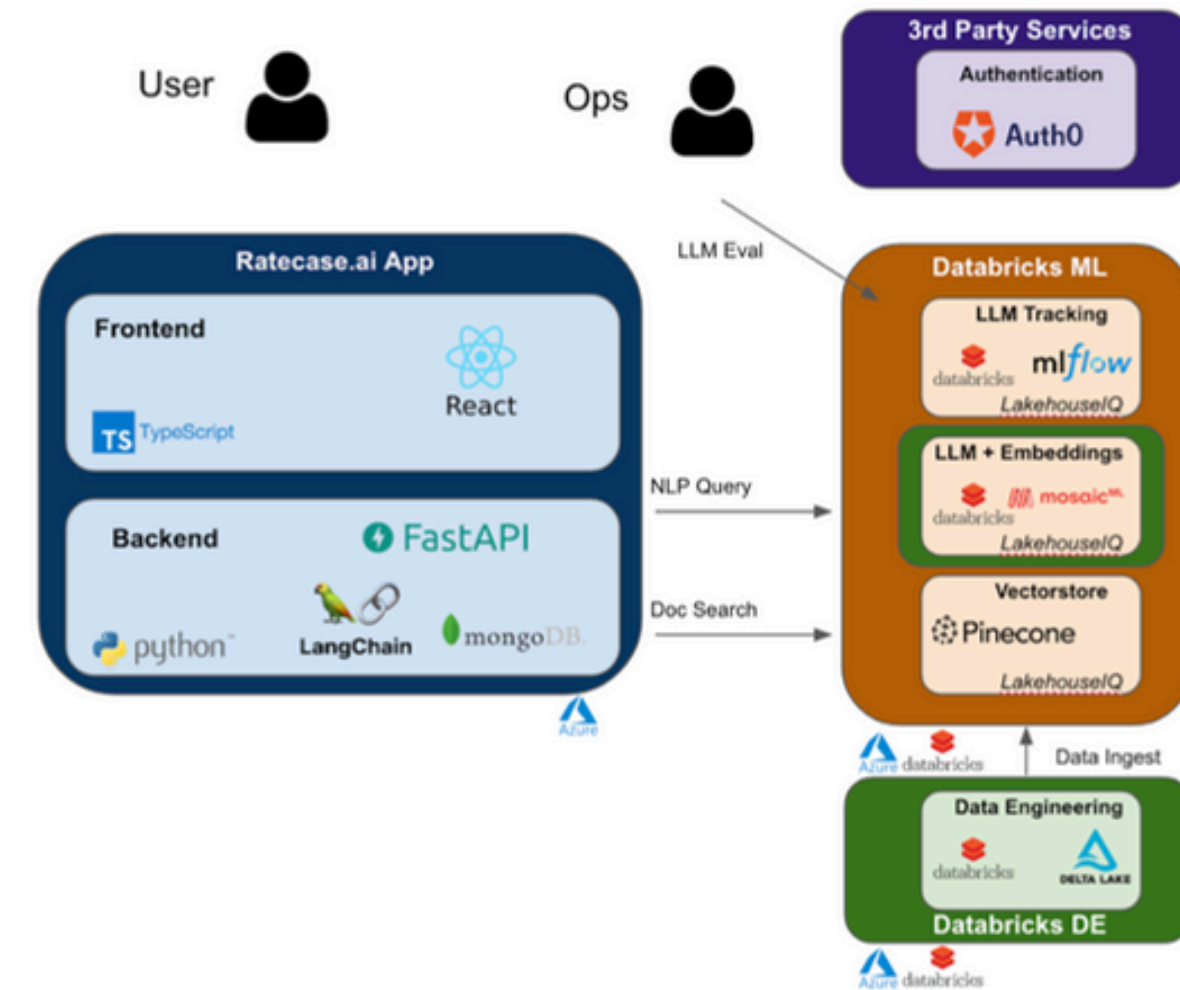 User
Ops
3rd Party Services
Authentication
Auth0
LLM Eval
Ratecase.ai App
Frontend
React
TS TypeScript
Backend
FastAPI
python™
LangChain
mongoDB.
Azure
NLP Query
Doc Search
Databricks ML
LLM Tracking
databricks
mlflow
LakehouseIQ
LLM + Embeddings
databricks
mosaicML
LakehouseIQ
Vectorstore
Pinecone
LakehouseIQ
Azure databricks
Data Ingest
Data Engineering
databricks
DELTA LAKE
Databricks DE
Azure databricks